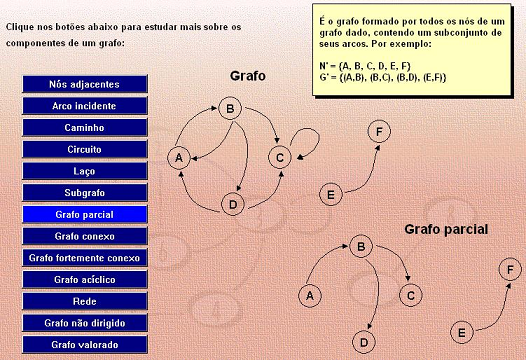 Clique nos botões abaixo para estudar mais sobre os
componentes de um grafo:
É o grafo formado por todos os nós de um
grafo dado, contendo um subconjunto de
seus arcos. Por exemplo:
N' = {A, B, C, D, E, F}
G' = {(A,B), (B,C), (B,D), (E,F)}
Nós adjacentes
Arco incidente
Caminho
Circuito
Laço
Subgrafo
Grafo parcial
Grafo conexo
Grafo fortemente conexo
Grafo acíclico
Rede
Grafo não dirigido
Grafo valorado
Grafo
B
A
C
D
F
E
Grafo parcial
B
A
C
D
F
E